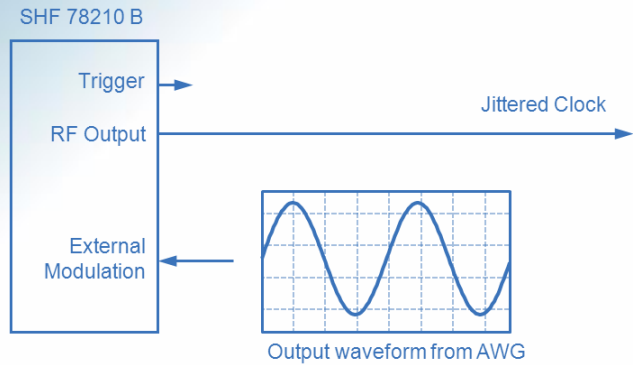 SHF 78210 B
Trigger
Jittered Clock
RF Output
External
Modulation
Output waveform from AWG